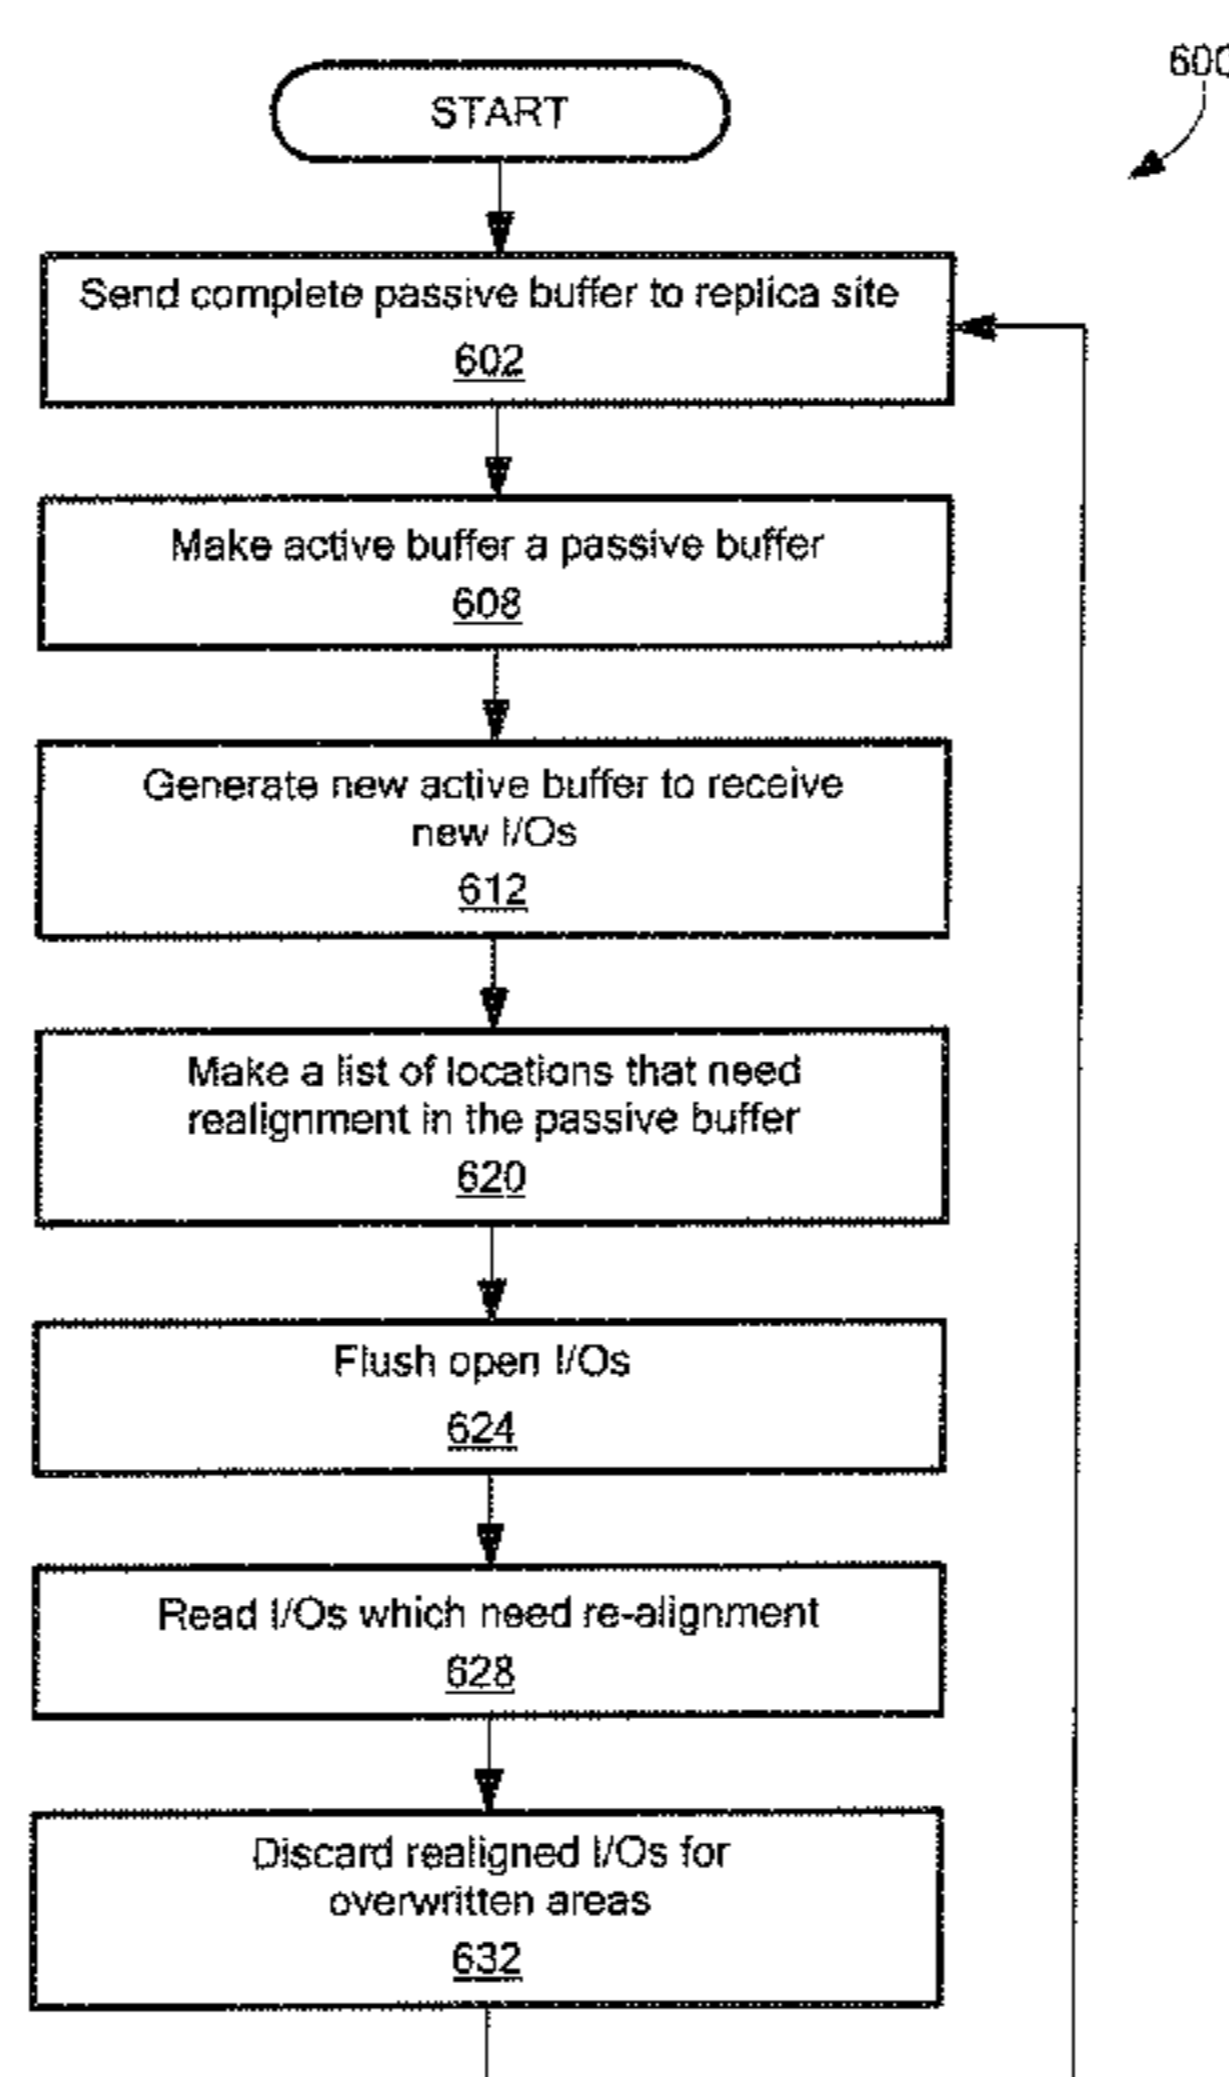 600
START
Send complete passive buffer to replica site
602
Make active buffer a passive buffer
608
Generate new active buffer to receive
new I/Os
612
Make a list of locations that need
realignment in the passive buffer
620
Flush open I/Os
624
Read I/Os which need re-alignment
628
Discard realigned I/Os for
overwritten areas
632